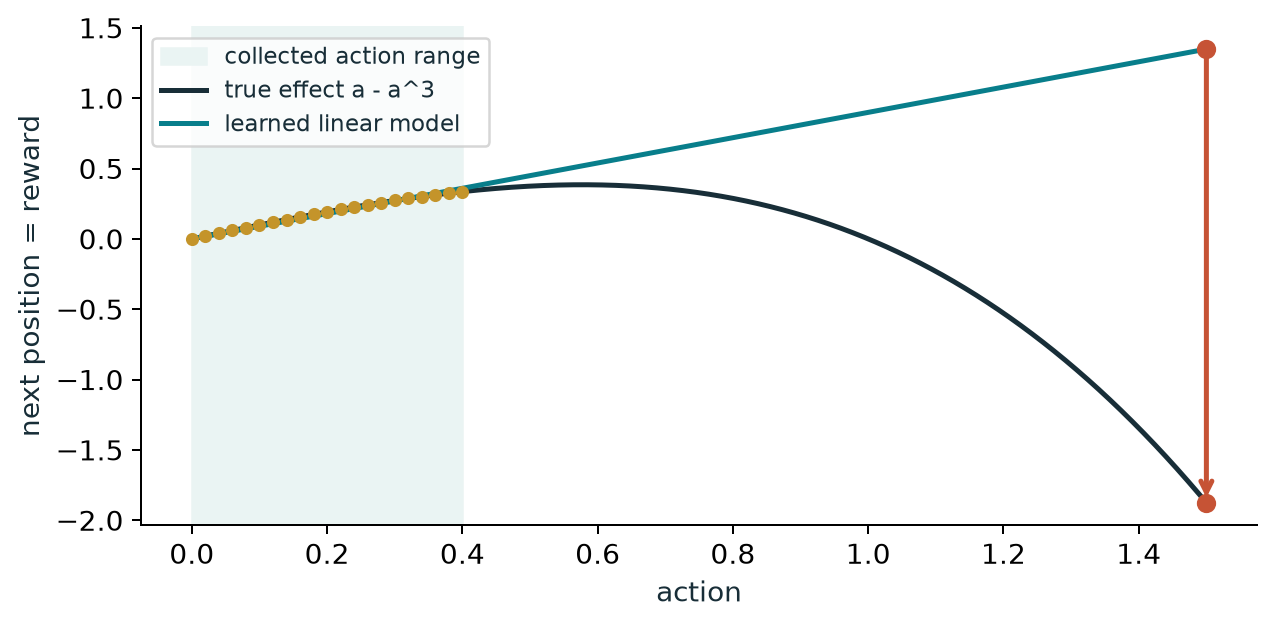 collected action range
true effect a - a^3
learned linear model
next position = reward
1.5
1.0
0.5
0.0
−0.5
−1.0
−1.5
−2.0
0.0 0.2 0.4 0.6 0.8 1.0 1.2 1.4
action